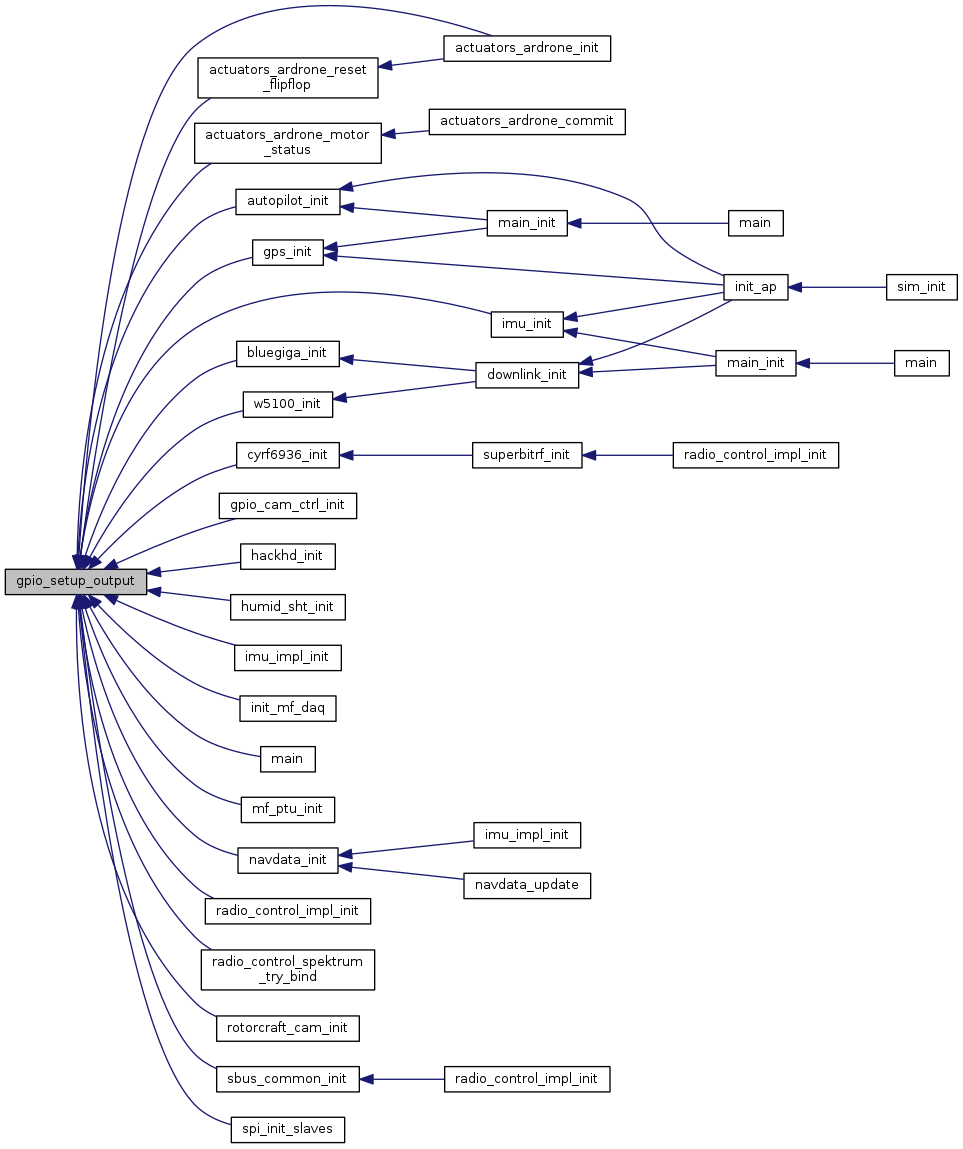 actuators_ardrone_init
actuators_ardrone_reset
_flipflop
actuators_ardrone_commit
actuators_ardrone_motor
_status
autopilot_init
main_init
main
gps_init
init_ap
sim_init
imu_init
bluegiga_init
downlink_init
main_init
main
w5100_init
cyrf6936_init
superbitrf_init
radio_control_impl_init
gpio_cam_ctrl_init
hackhd_init
gpio_setup_output
humid_sht_init
imu_impl_init
init_mf_daq
main
mf_ptu_init
imu_impl_init
navdata_init
navdata_update
radio_control_impl_init
radio_control_spektrum
_try_bind
rotorcraft_cam_init
sbus_common_init
radio_control_impl_init
spi_init_slaves